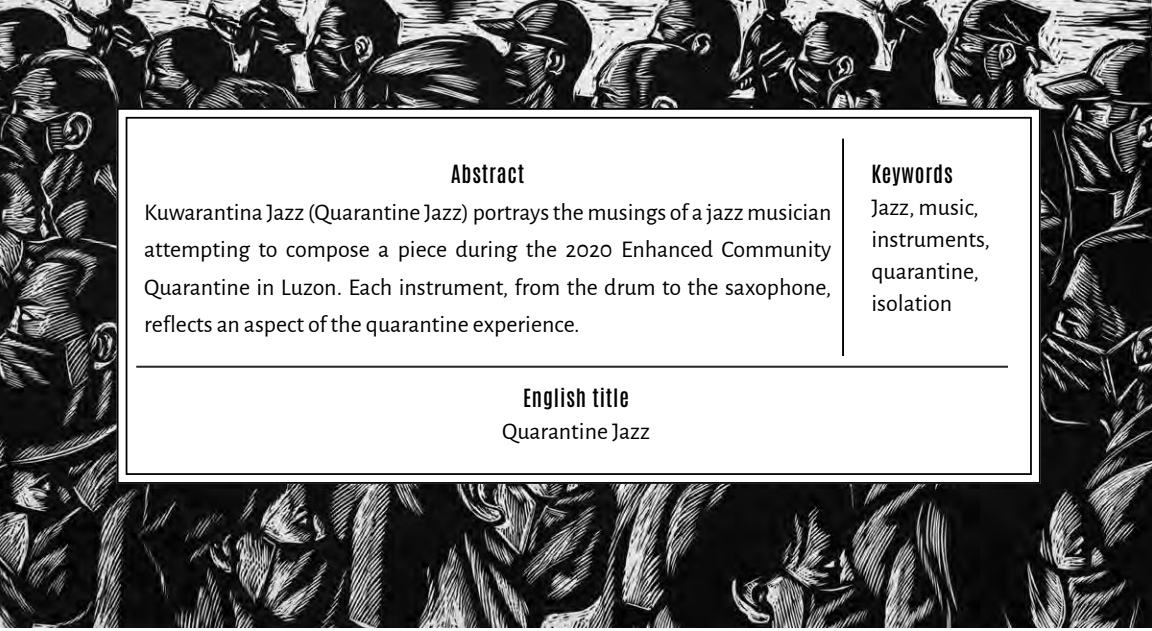 Abstract
Kuwarantina Jazz (Quarantine Jazz) portrays the musings of a jazz musician
attempting to compose a piece during the 2020 Enhanced Community
Quarantine in Luzon. Each instrument, from the drum to the saxophone,
reflects an aspect of the quarantine experience.
Keywords
Jazz, music,
instruments,
quarantine,
isolation
English title
Quarantine Jazz